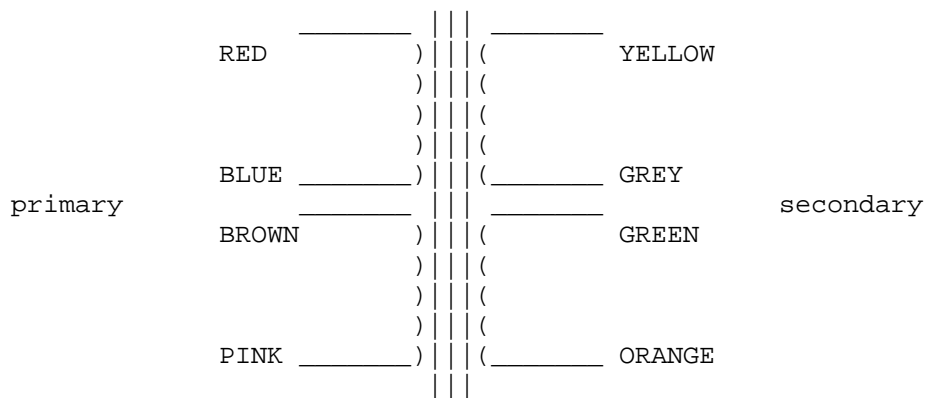 RED YELLOW
BLUE GREY
primary secondary
BROWN GREEN
PINK ORANGE